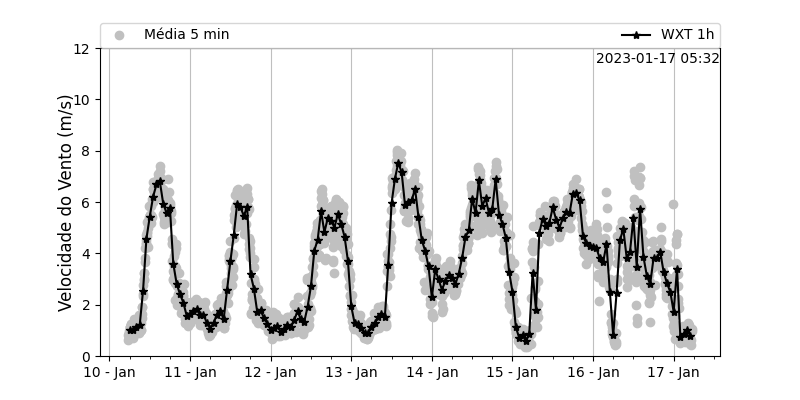 Média 5 min
WXT 1h
2023-01-17 05:32
Velocidade do Vento (m/s)
12
10
8
6
4
2
0
10 - Jan 11 - Jan 12 - Jan 13 - Jan 14 - Jan 15 - Jan 16 - Jan 17 - Jan